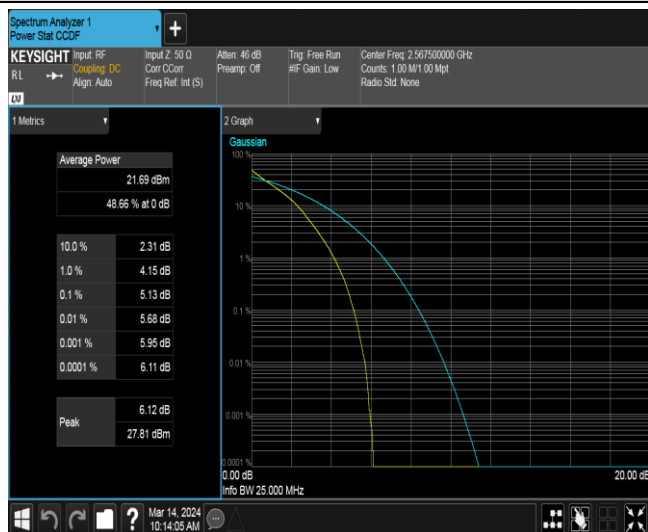 Spectrum Analyzer 1
Power Stat CCDF
+
KEYSIGHT
RL
LXI
Input: RF
Coupling: DC
Align: Auto
Input Z: 50 Ω
Corr CCorr
Freq Ref: Int (S)
Atten: 46 dB
Preamp: Off
Trig: Free Run
#IF Gain: Low
Center Freq: 2.567500000 GHz
Counts: 1.00 M/1.00 Mpt
Radio Std: None
1 Metrics
Average Power
21.69 dBm
48.66 % at 0 dB
10.0 % 2.31 dB
1.0 % 4.15 dB
0.1 % 5.13 dB
0.01 % 5.68 dB
0.001 % 5.95 dB
0.0001 % 6.11 dB
Peak
6.12 dB
27.81 dBm
2 Graph
Gaussian
100 %
10 %
1 %
0.1 %
0.01 %
0.001 %
0.0001 %
0.00 dB
20.00 dB
Info BW 25.000 MHz
?
Mar 14, 2024
10:14:05 AM